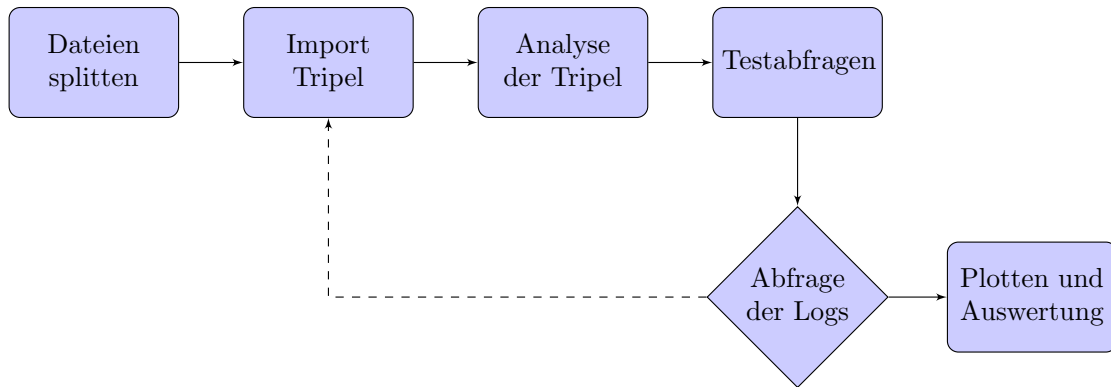 Dateien
splitten
Import
Tripel
Analyse
der Tripel
Testabfragen
Abfrage
der Logs
Plotten und
Auswertung